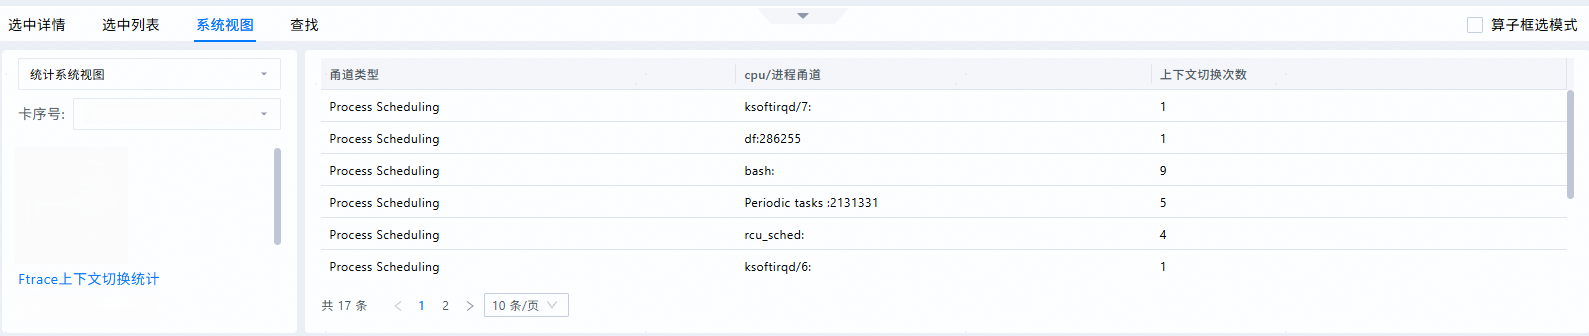 选中详情 选中列表 系统视图 查找 算子框选模式
统计系统视图
卡序号:
Ftrace上下文切换统计
甬道类型 cpu/进程甬道 上下文切换次数
Process Scheduling ksoftirqd/7: 1
Process Scheduling df:286255 1
Process Scheduling bash: 9
Process Scheduling Periodic tasks :2131331 5
Process Scheduling rcu_sched: 4
Process Scheduling ksoftirqd/6: 1
共 17 条 < 1 2 > 10 条/页